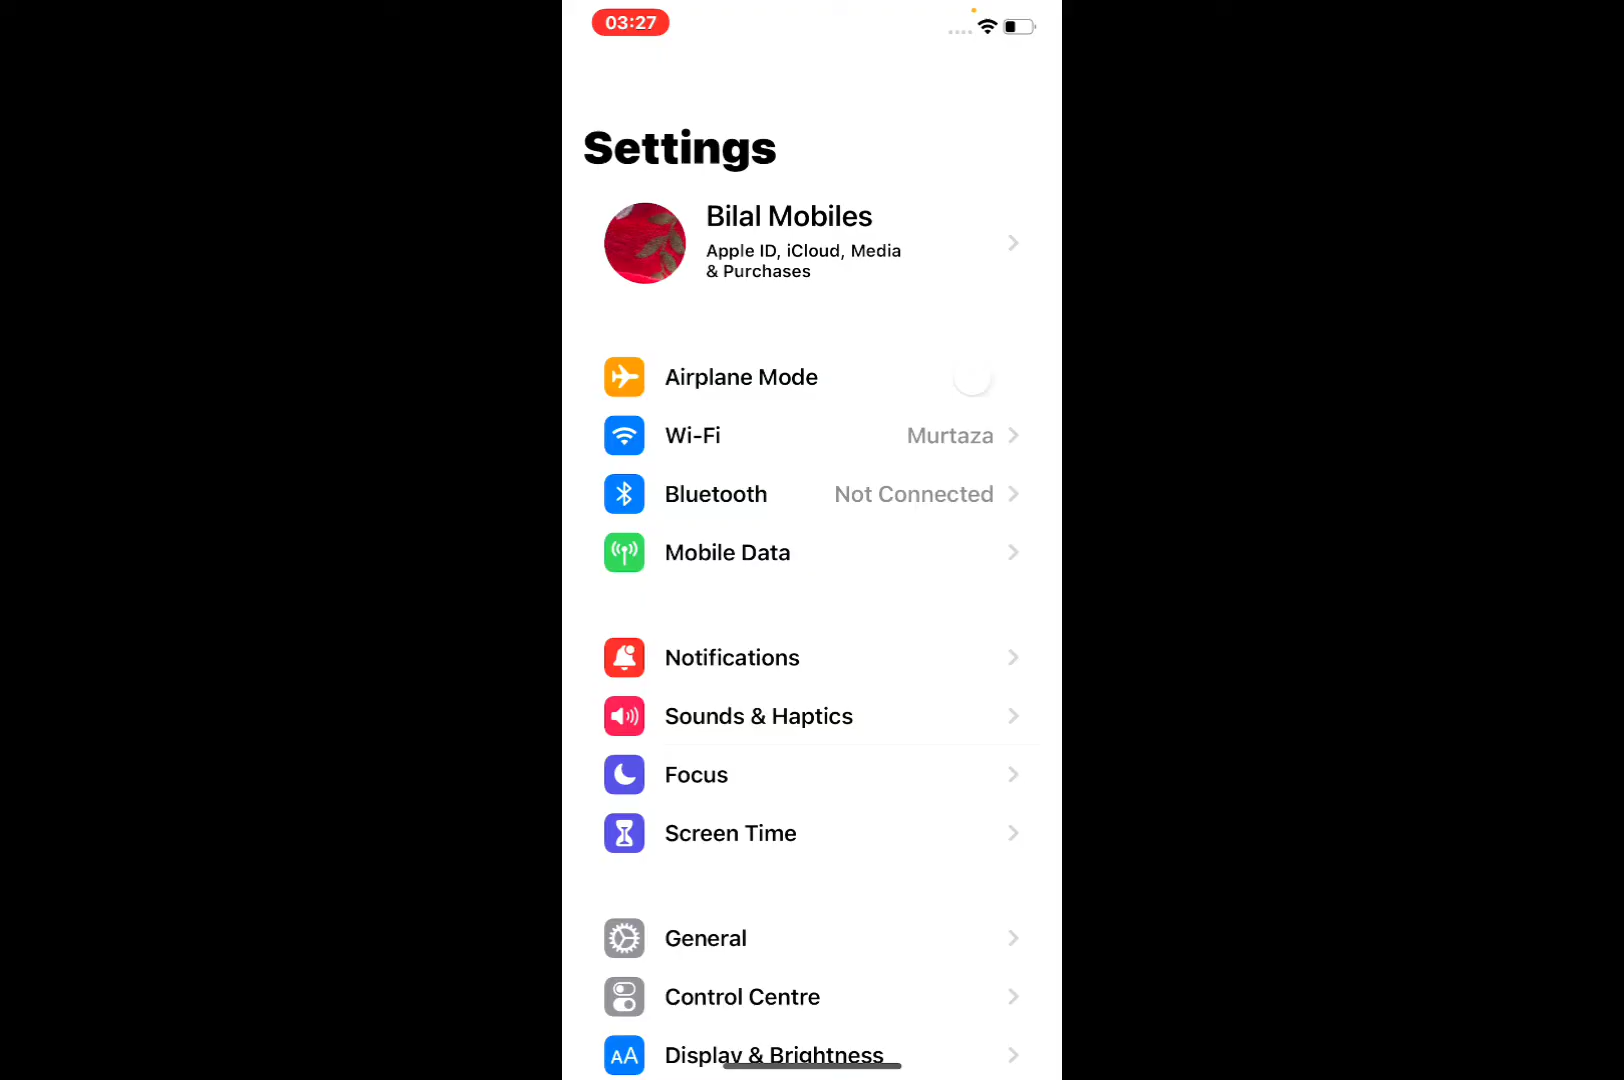 03:27
Settings
Bilal Mobiles
Apple ID, iCloud, Media
& Purchases
Airplane Mode
Wi-Fi Murtaza
Bluetooth Not Connected
Mobile Data
Notifications
Sounds & Haptics
Focus
Screen Time
General
Control Centre
AA Display & Brightness